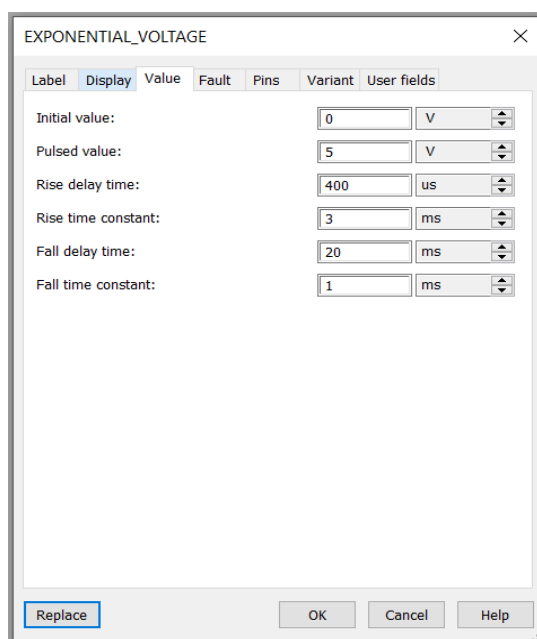 EXPONENTIAL_VOLTAGE
Label Display Value Fault Pins Variant User fields
Initial value: 0 V
Pulsed value: 5 V
Rise delay time: 400 us
Rise time constant: 3 ms
Fall delay time: 20 ms
Fall time constant: 1 ms
Replace OK Cancel Help